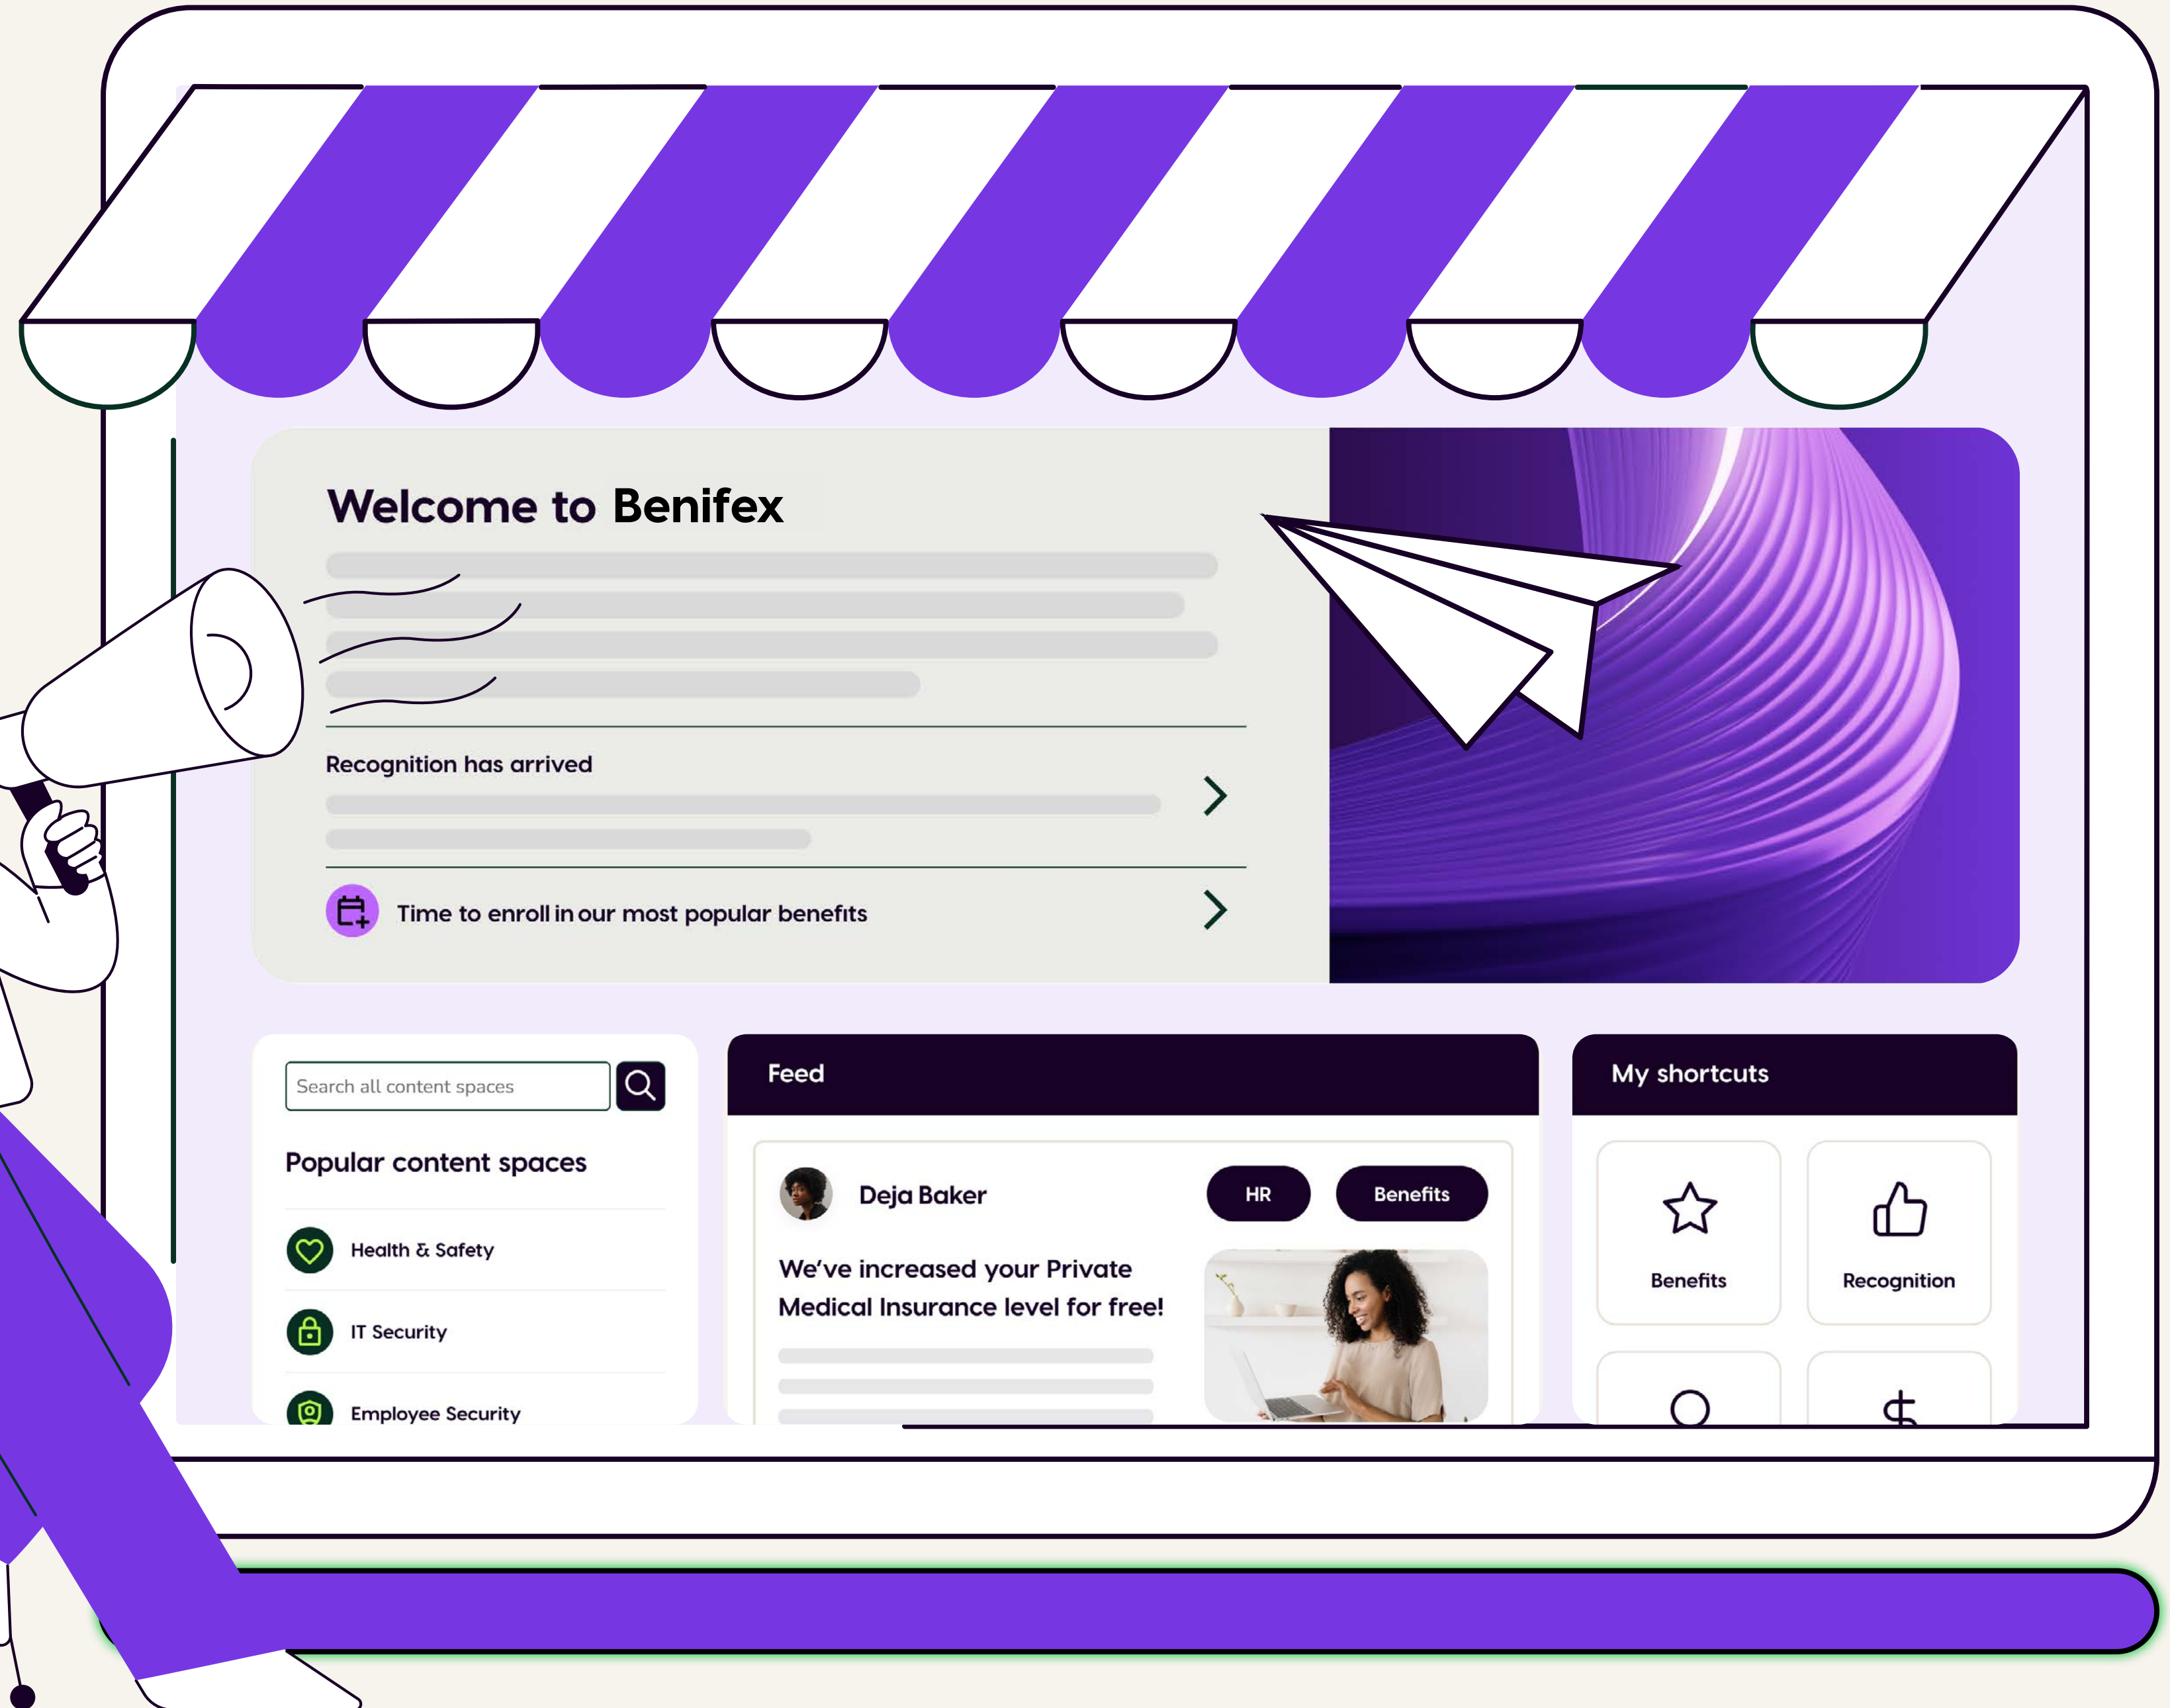 Welcome to Benifex
Recognition has arrived
Time to enroll in our most popular benefits
Search all content spaces
Popular content spaces
Health & Safety
IT Security
Employee Security
Feed
Deja Baker
HR
Benefits
We've increased your Private
Medical Insurance level for free!
My shortcuts
Benefits
Recognition